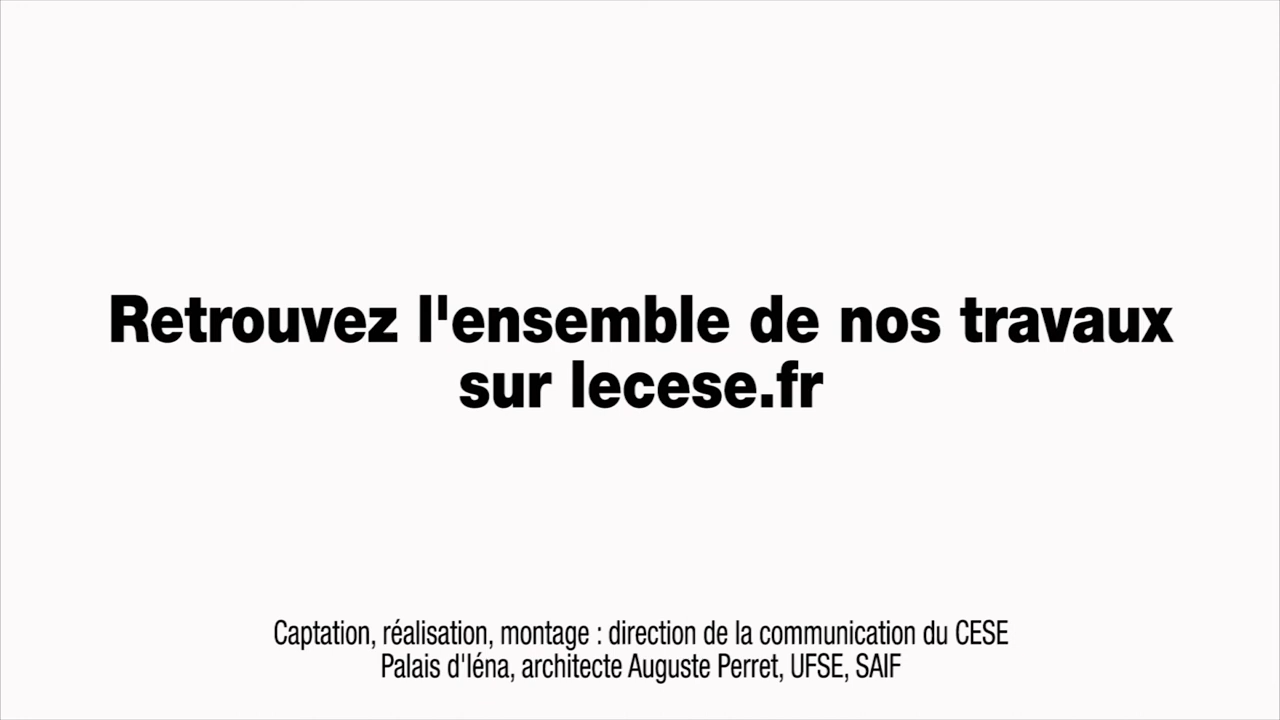 Retrouvez l'ensemble de nos travaux
sur lecese.fr
Captation, réalisation, montage : direction de la communication du CESE
Palais d'Iéna, architecte Auguste Perret, UFSE, SAIF